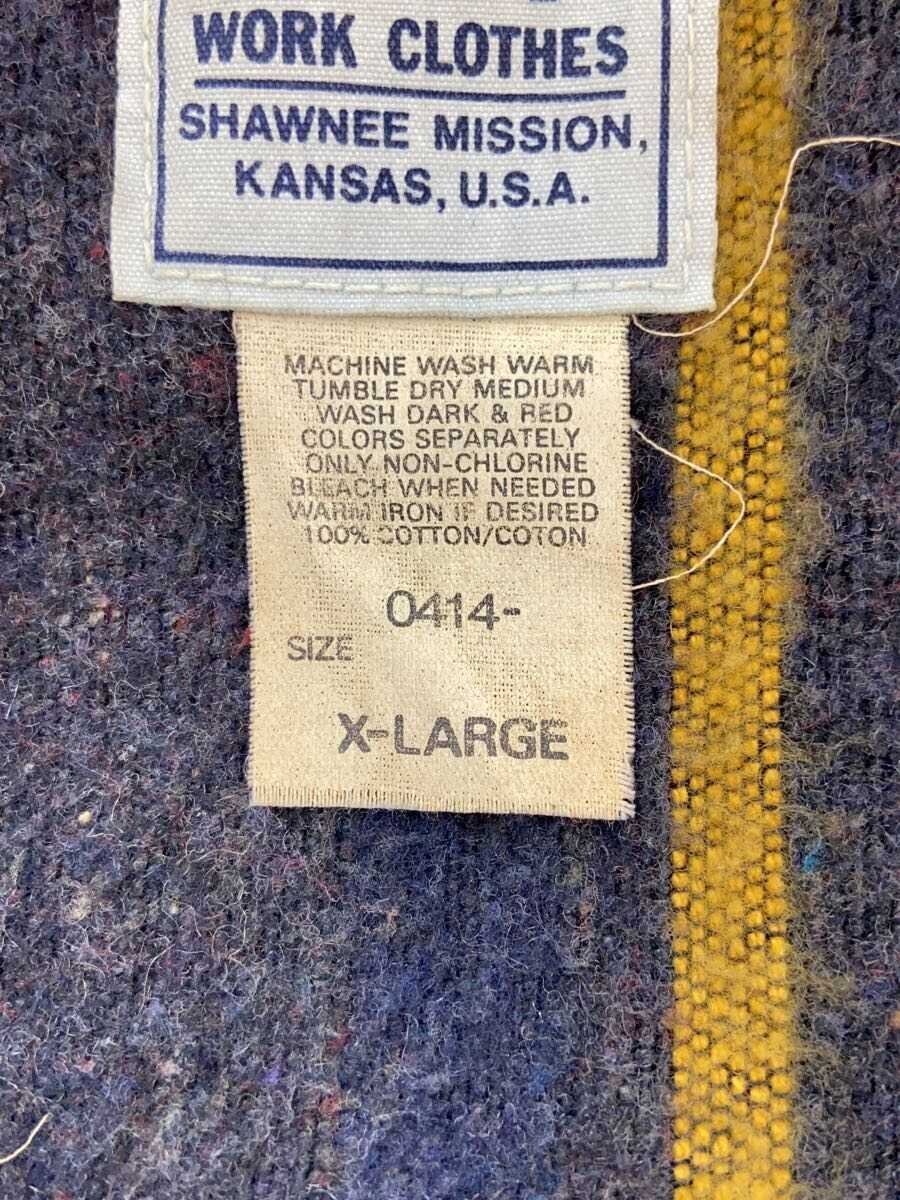 WORK CLOTHES
SHAWNEE MISSION,
KANSAS, U.S.A.
MACHINE WASH WARM
TUMBLE DRY MEDIUM
WASH DARK & RED
COLORS SEPARATELY
ONLY NON-CHLORINE
BLEACH WHEN NEEDED
WARM IRON IF DESIRED
100% COTTON/COTON
0414-
SIZE
X-LARGE